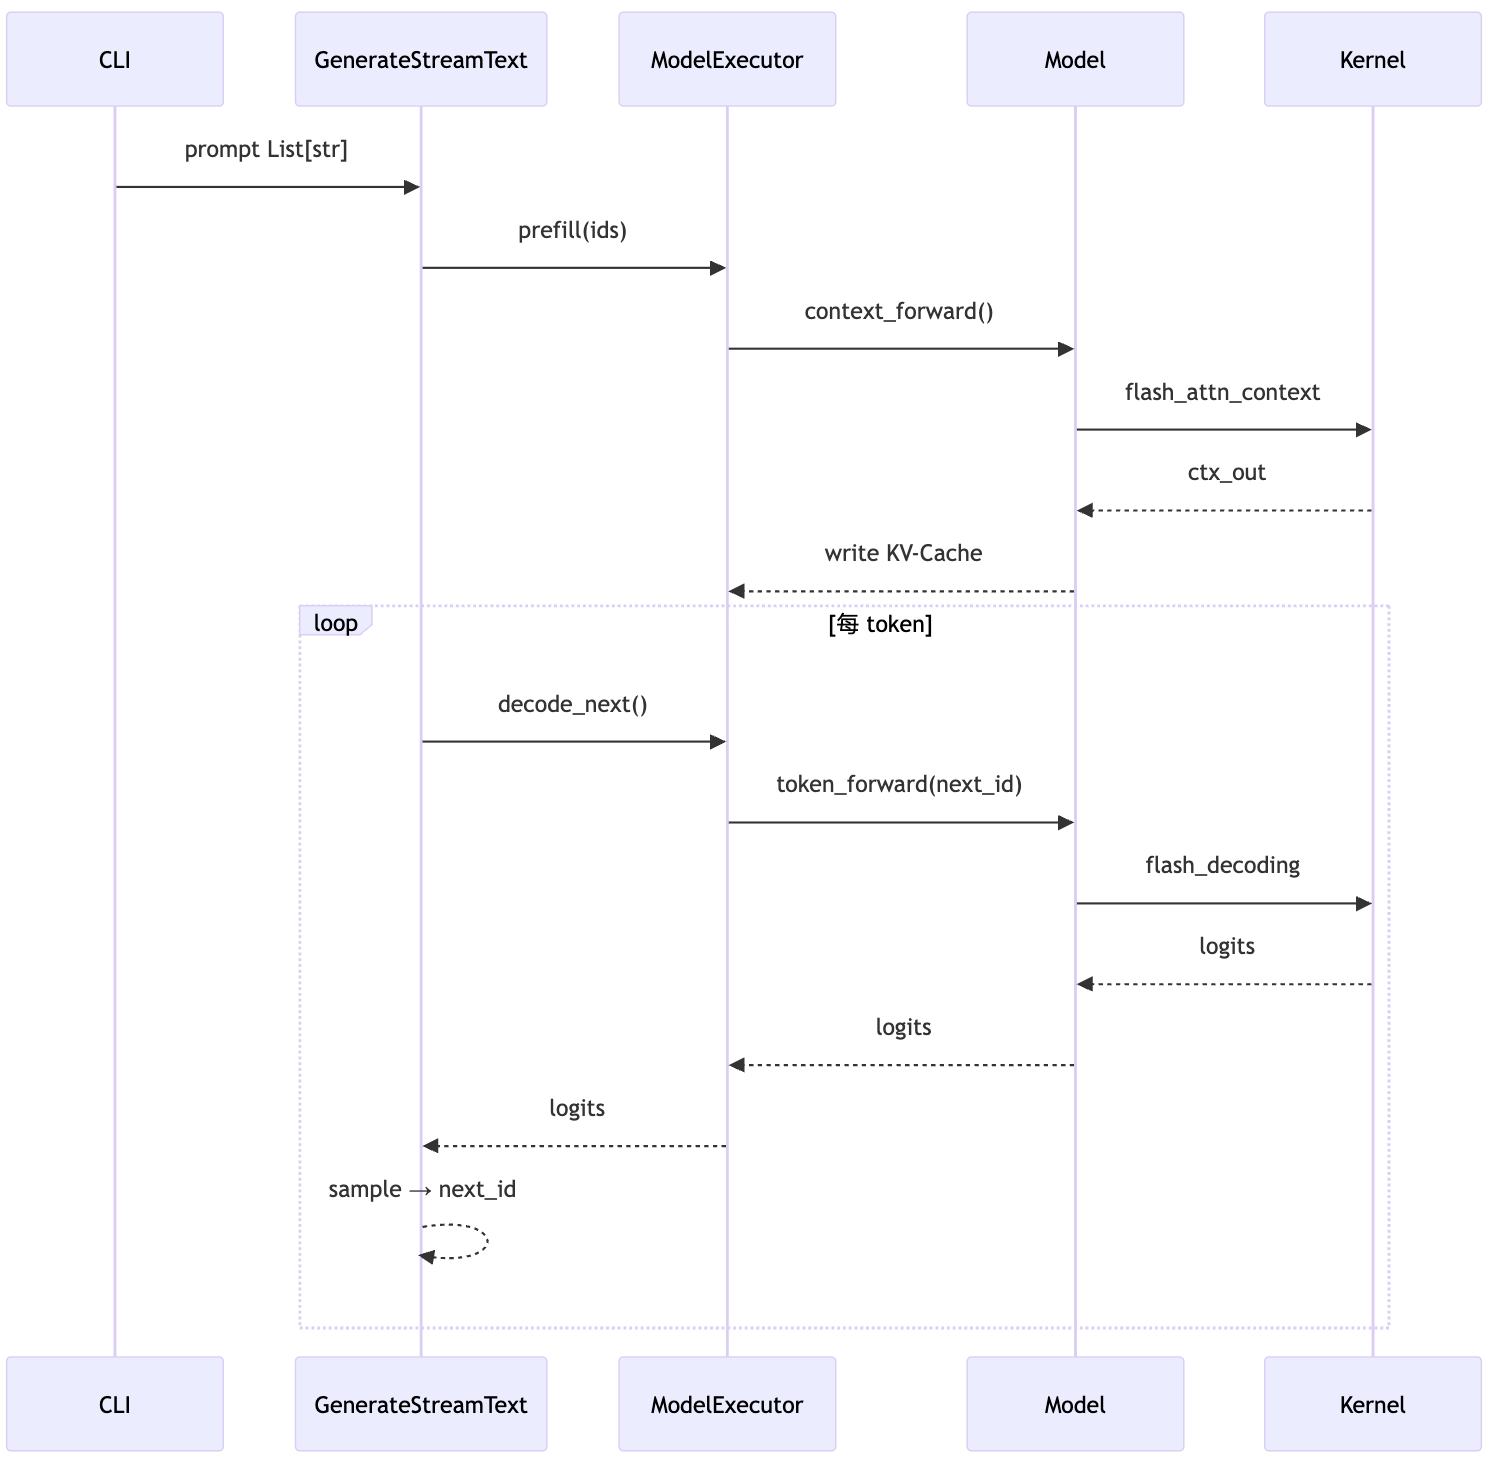 CLI
GenerateStreamText
ModelExecutor
Model
Kernel
prompt List[str]
prefill(ids)
context_forward()
flash_attn_context
ctx_out
write KV-Cache
loop
[每 token]
decode_next()
token_forward(next_id)
flash_decoding
logits
logits
logits
sample → next_id
CLI
GenerateStreamText
ModelExecutor
Model
Kernel